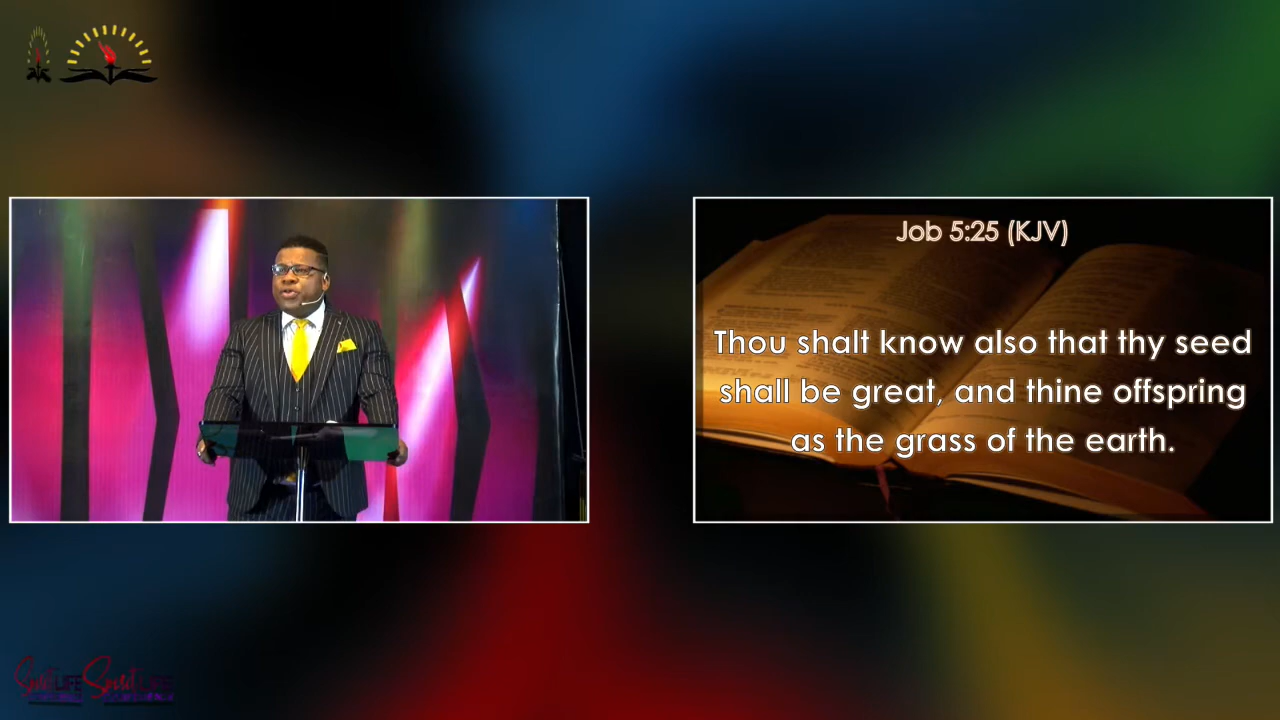 Job 5:25 (KJV)
Thou shalt know also that thy seed
shall be great, and thine offspring
as the grass of the earth.